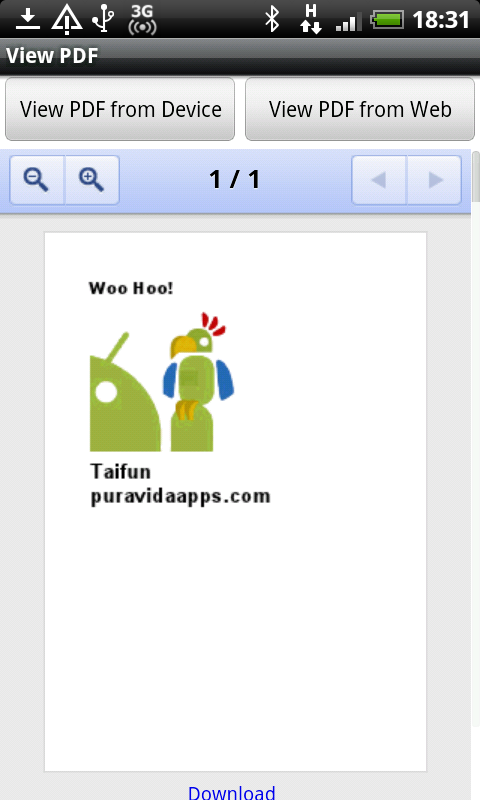 3G H 18:31
View PDF
View PDF from Device View PDF from Web
1 / 1
Woo Hoo!
Taifun
puravidaapps.com
Download